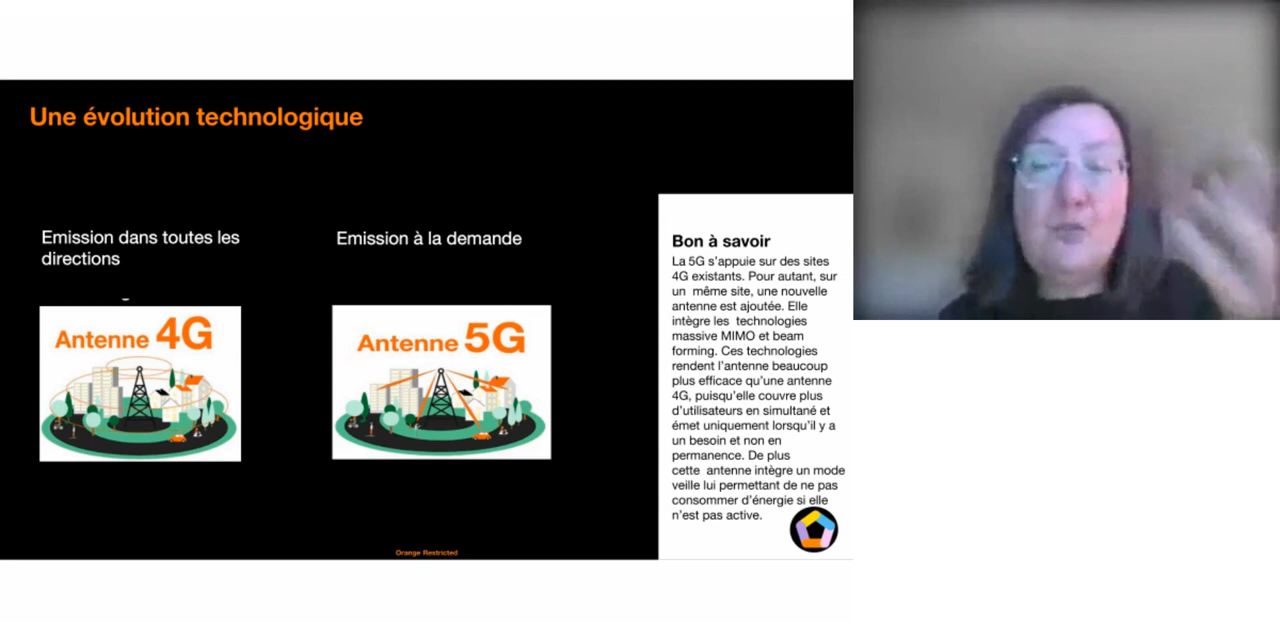 Une évolution technologique
Emission dans toutes les
directions
Emission à la demande
Antenne 4G
Antenne 5G
Bon à savoir
La 5G s’appuie sur des sites
4G existants. Pour autant, sur
un même site, une nouvelle
antenne est ajoutée. Elle
intègre les technologies
massive MIMO et beam
forming. Ces technologies
rendent l’antenne beaucoup
plus efficace qu’une antenne
4G, puisqu’elle couvre plus
d’utilisateurs en simultané et
émet uniquement lorsqu’il y a
un besoin et non en
permanence. De plus
cette antenne intègre un mode
veille lui permettant de ne pas
consommer d’énergie si elle
n’est pas active.
Orange Restricted